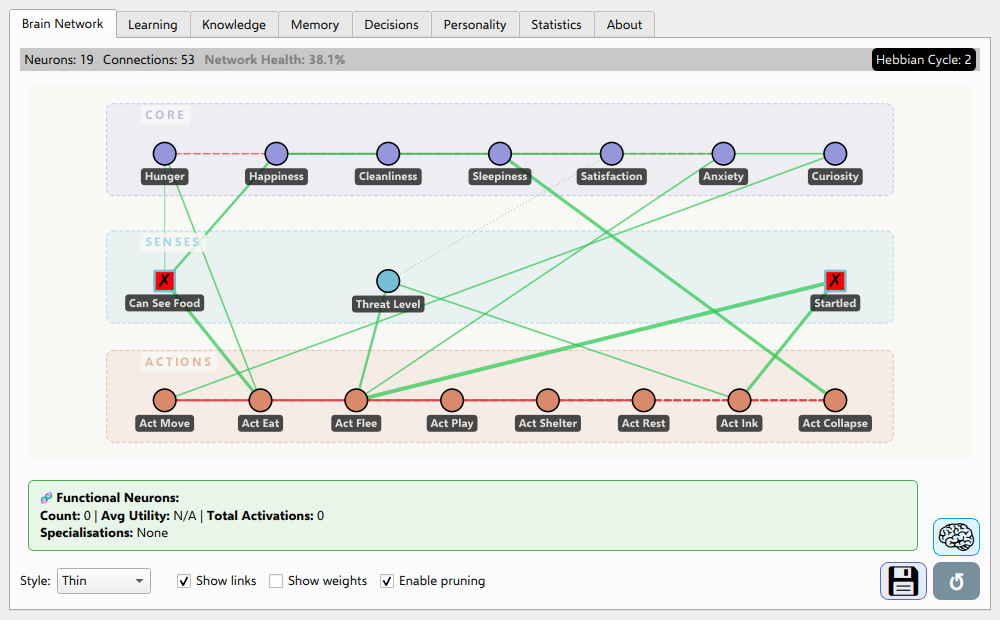 Brain Network Learning Knowledge Memory Decisions Personality Statistics About
Neurons: 19 Connections: 53 Network Health: 38.1% Hebbian Cycle: 2
CORE
Hunger Happiness Cleanliness Sleepiness Satisfaction Anxiety Curiosity
SENSES
X X
Can See Food Threat Level Startled
ACTIONS
Act Move Act Eat Act Flee Act Play Act Shelter Act Rest Act Ink Act Collapse
Functional Neurons:
Count: 0 | Avg Utility: N/A | Total Activations: 0
Specialisations: None
Style: Thin Show links Show weights Enable pruning